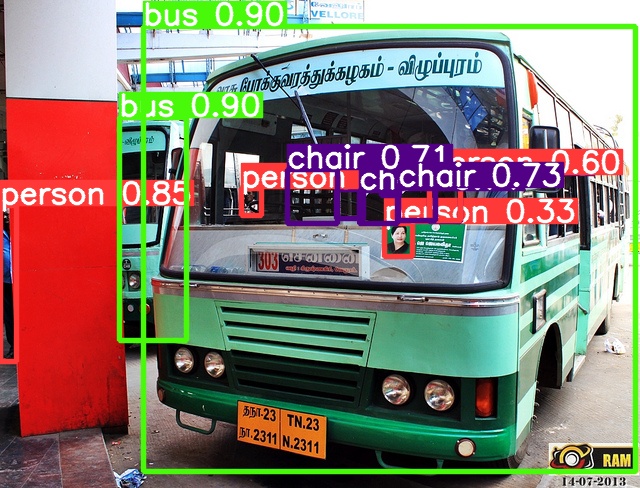 bus 0.90
VELLORE
bus 0.90
போக்குவரத்துக்கழகம் - விழுப்புரம்
chair 0.71
person 0.60
person
ch
chair 0.73
person 0.85
person 0.33
303 சென்னை
தநா.23
நா.2311
TN.23
N.2311
RAM
14-07-2013